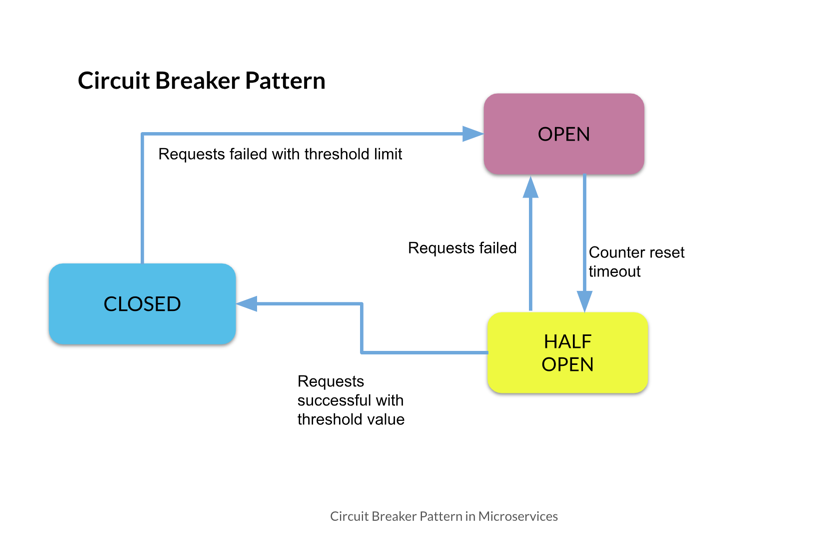 Circuit Breaker Pattern
OPEN
Requests failed with threshold limit
Requests failed
Counter reset
timeout
CLOSED
HALF
OPEN
Requests
successful with
threshold value
Circuit Breaker Pattern in Microservices